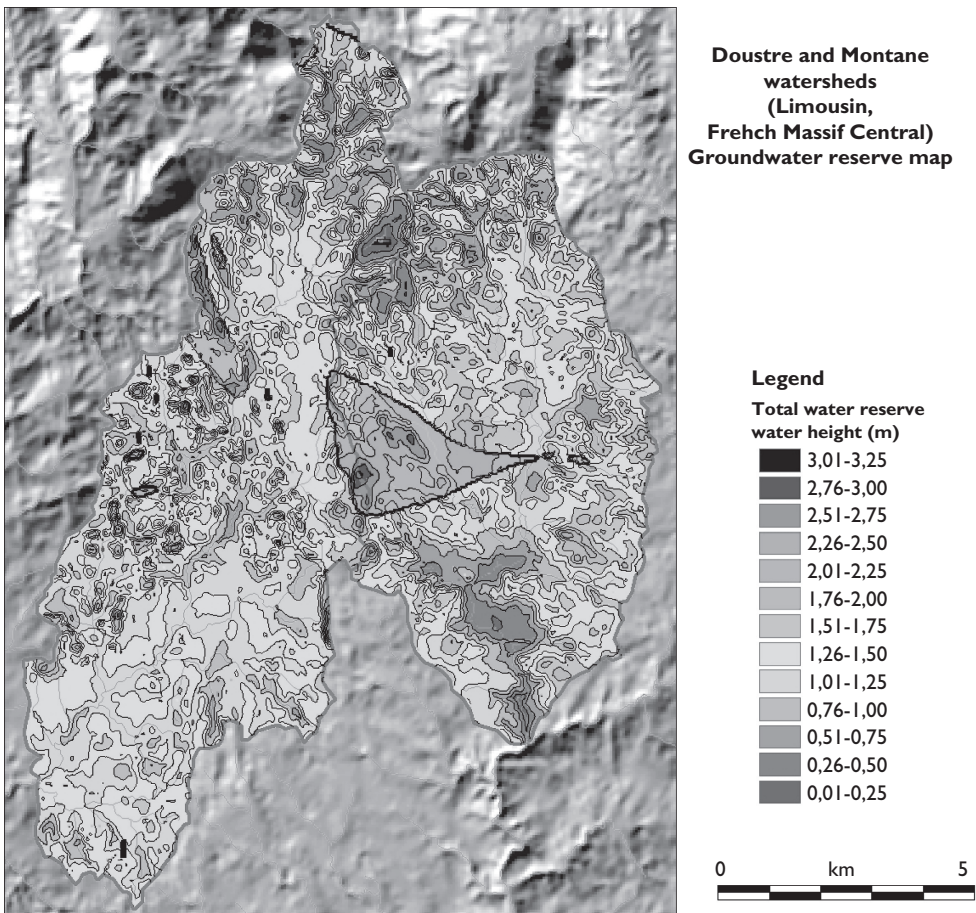 Doustre and Montane
watersheds
(Limousin,
Frehch Massif Central)
Groundwater reserve map
Legend
Total water reserve
water height (m)
3,01-3,25
2,76-3,00
2,51-2,75
2,26-2,50
2,01-2,25
1,76-2,00
1,51-1,75
1,26-1,50
1,01-1,25
0,76-1,00
0,51-0,75
0,26-0,50
0,01-0,25
0 km 5